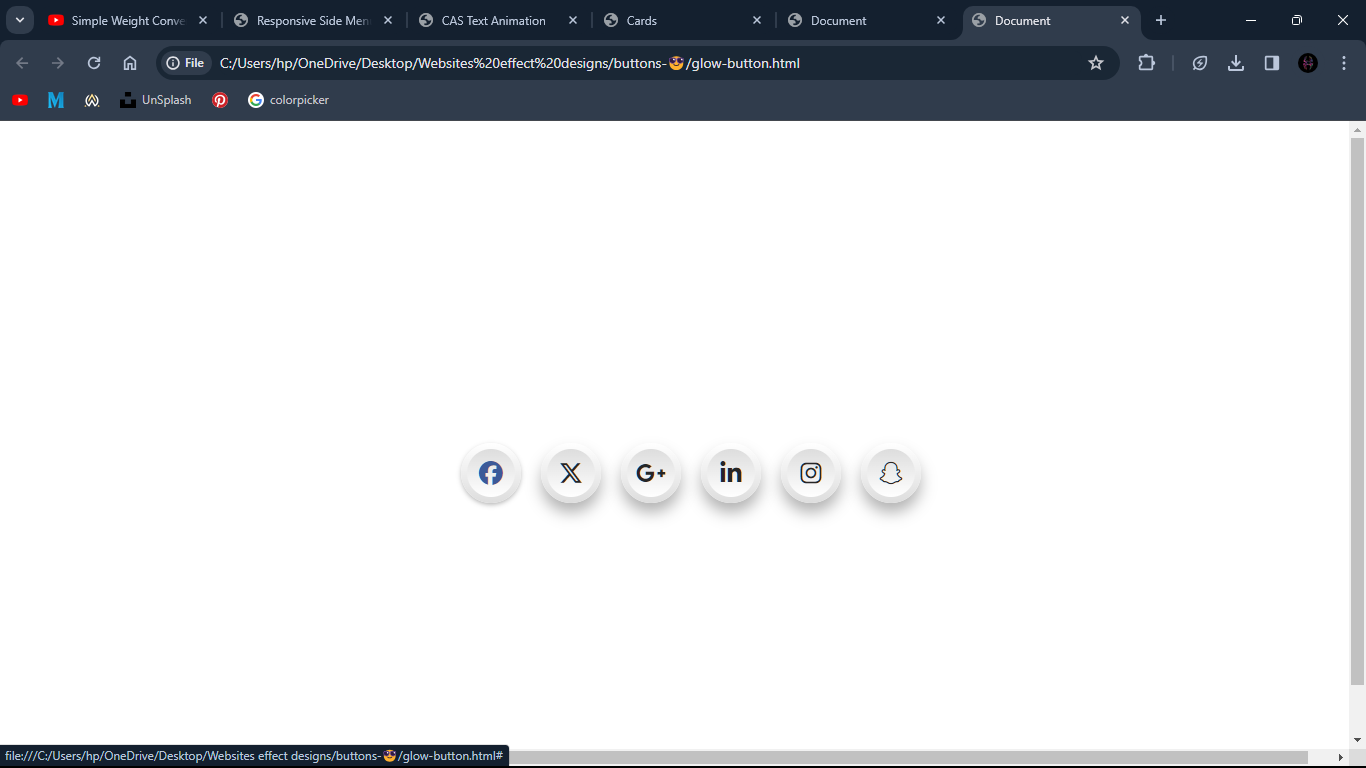 Simple Weight Conve
Responsive Side Men
CAS Text Animation
Cards
Document
Document
File
C:/Users/hp/OneDrive/Desktop/Websites%20effect%20designs/buttons-😎/glow-button.html
UnSplash
colorpicker
G+
in
file:///C:/Users/hp/OneDrive/Desktop/Websites effect designs/buttons-😎/glow-button.html#